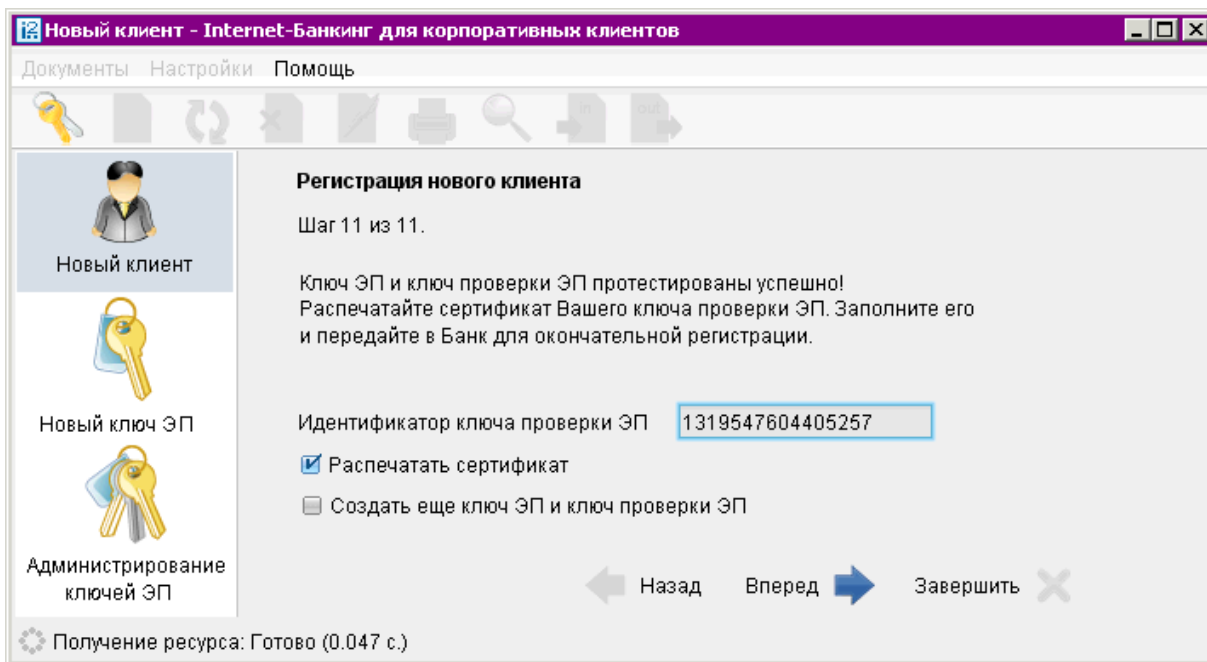 Новый клиент - Internet-Банкинг для корпоративных клиентов
Документы Настройки Помощь
in out
Новый клиент
Новый ключ ЭП
Администрирование
ключей ЭП
Регистрация нового клиента
Шаг 11 из 11.
Ключ ЭП и ключ проверки ЭП протестированы успешно!
Распечатайте сертификат Вашего ключа проверки ЭП. Заполните его
и передайте в Банк для окончательной регистрации.
Идентификатор ключа проверки ЭП 1319547604405257
Распечатать сертификат
Создать еще ключ ЭП и ключ проверки ЭП
Назад Вперед Завершить
Получение ресурса: Готово (0.047 с.)